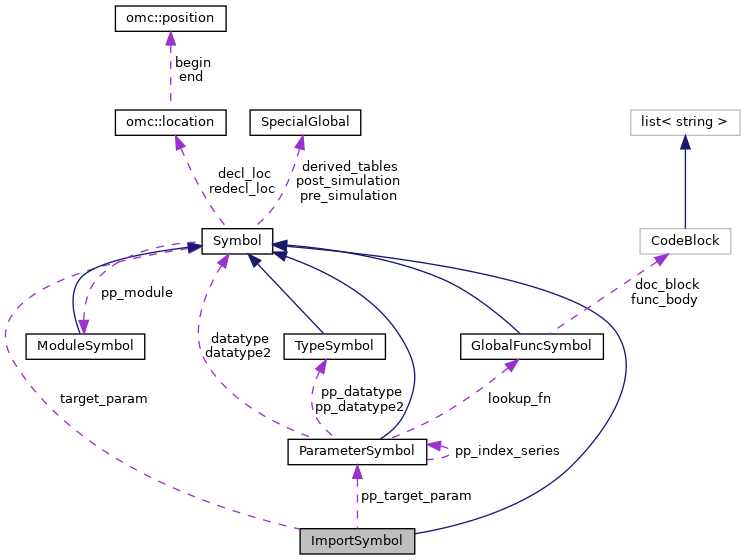 omc::position
begin
end
omc::location
SpecialGlobal
list< string >
decl_loc
redecl_loc
derived_tables
post_simulation
pre_simulation
Symbol
CodeBlock
pp_module
doc_block
func_body
ModuleSymbol
datatype
datatype2
TypeSymbol
GlobalFuncSymbol
target_param
pp_datatype
pp_datatype2
lookup_fn
ParameterSymbol
pp_index_series
pp_target_param
ImportSymbol